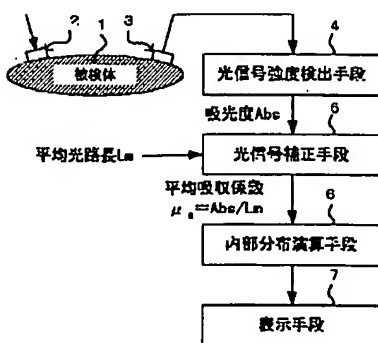 2 1 3
被検体
4
光信号強度検出手段
吸光度Abs
5
平均光路長Lm
光信号補正手段
平均吸収係数
μa=Abs/Lm
6
内部分布演算手段
7
表示手段